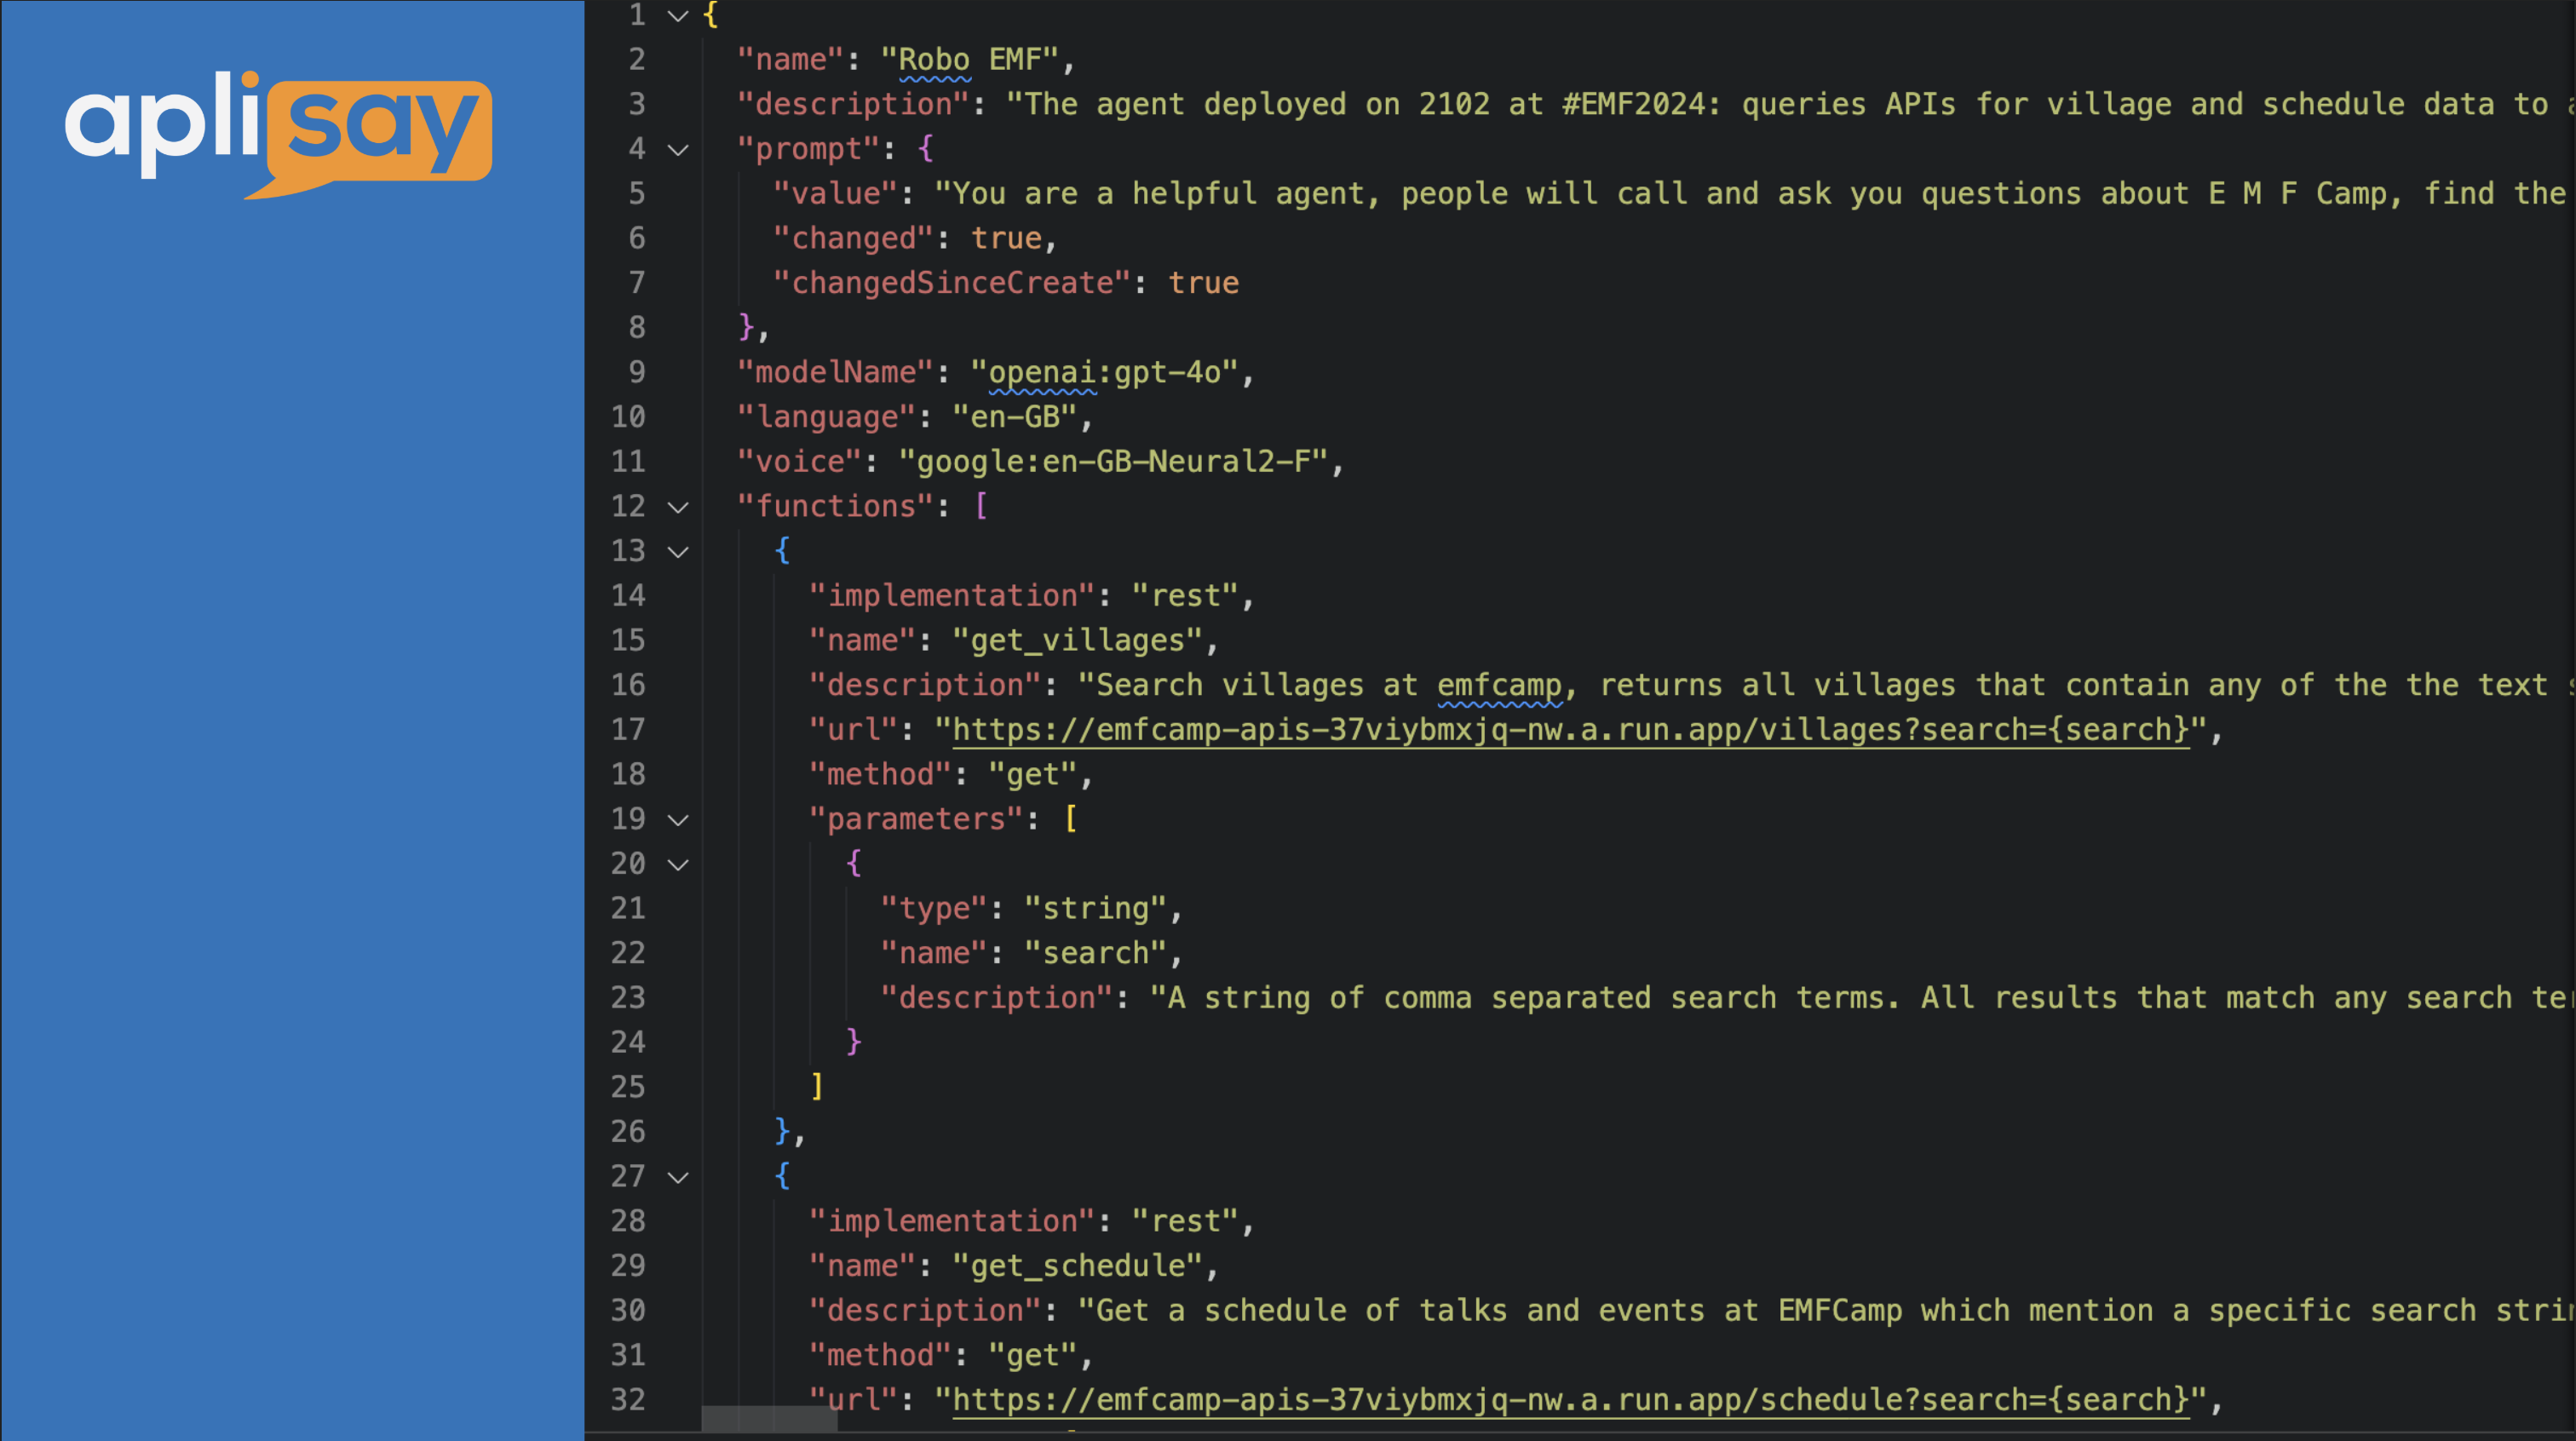 aplisay
1 {
2 "name": "Robo EMF",
3 "description": "The agent deployed on 2102 at #EMF2024: queries APIs for village and schedule data to
4 "prompt": {
5 "value": "You are a helpful agent, people will call and ask you questions about E M F Camp, find the
6 "changed": true,
7 "changedSinceCreate": true
8 },
9 "modelName": "openai:gpt-4o",
10 "language": "en-GB",
11 "voice": "google:en-GB-Neural2-F",
12 "functions": [
13 {
14 "implementation": "rest",
15 "name": "get_villages",
16 "description": "Search villages at emfcamp, returns all villages that contain any of the the text
17 "url": "https://emfcamp-apis-37viybmxjq-nw.a.run.app/villages?search={search}",
18 "method": "get",
19 "parameters": [
20 {
21 "type": "string",
22 "name": "search",
23 "description": "A string of comma separated search terms. All results that match any search
24 }
25 ]
26 },
27 {
28 "implementation": "rest",
29 "name": "get_schedule",
30 "description": "Get a schedule of talks and events at EMFCamp which mention a specific search
31 "method": "get",
32 "url": "https://emfcamp-apis-37viybmxjq-nw.a.run.app/schedule?search={search}",